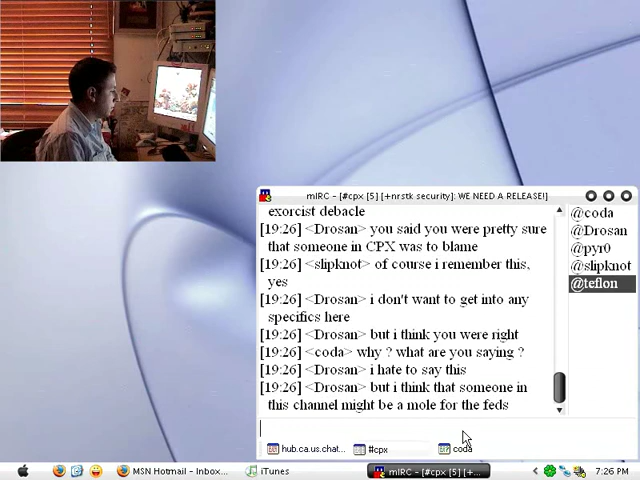 mIRC - [#cpx [5] [+nrstk security]: WE NEED A RELEASE!]
exorcist debacle
[19:26] <Drosan> you said you were pretty sure
that someone in CPX was to blame
[19:26] <slipknot> of course i remember this,
yes
[19:26] <Drosan> i don't want to get into any
specifics here
[19:26] <Drosan> but i think you were right
[19:26] <coda> why ? what are you saying ?
[19:26] <Drosan> i hate to say this
[19:26] <Drosan> but i think that someone in
this channel might be a mole for the feds
@coda
@Drosan
@pyr0
@slipknot
@teflon
hub.ca.us.chat... #cpx coda
MSN Hotmail - Inbox... iTunes mIRC - [#cpx [5] [+... 7:26 PM